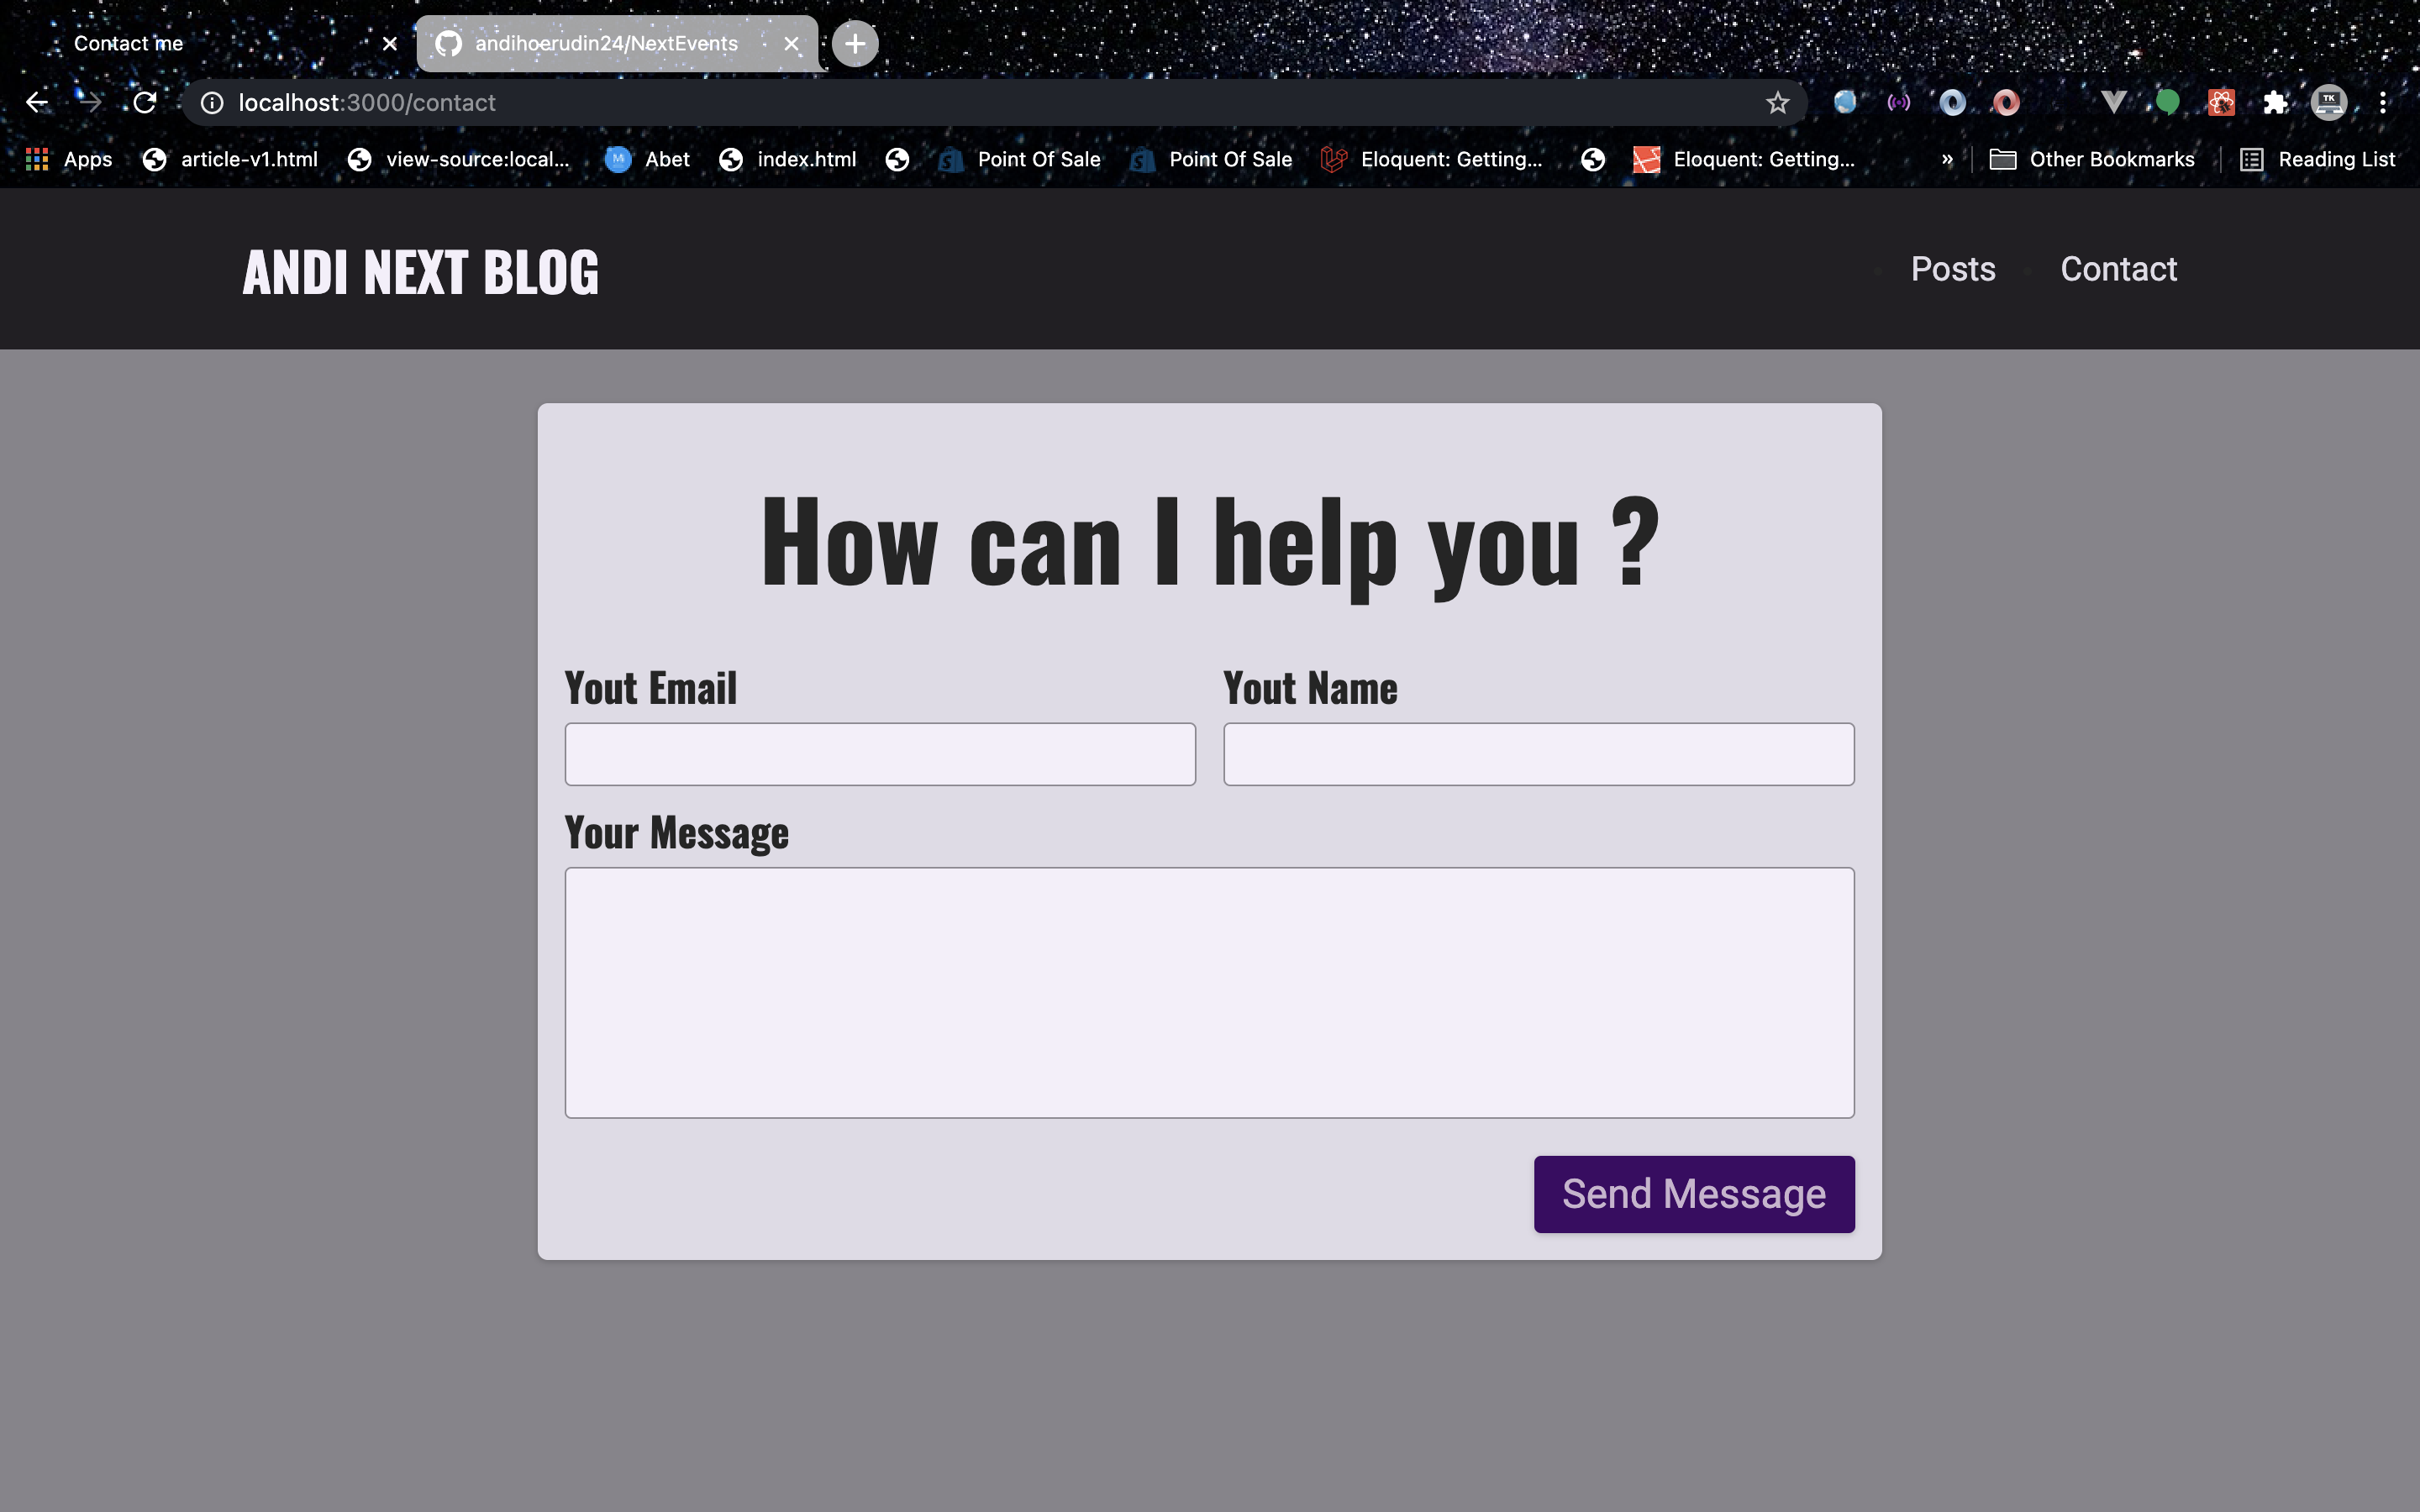 Contact me
andihoerudin24/NextEvents
localhost:3000/contact
Apps article-v1.html view-source:local... Abet index.html Point Of Sale Point Of Sale Eloquent: Getting... Eloquent: Getting... » Other Bookmarks Reading List
ANDI NEXT BLOG Posts Contact
How can I help you ?
Yout Email Yout Name
Your Message
Send Message